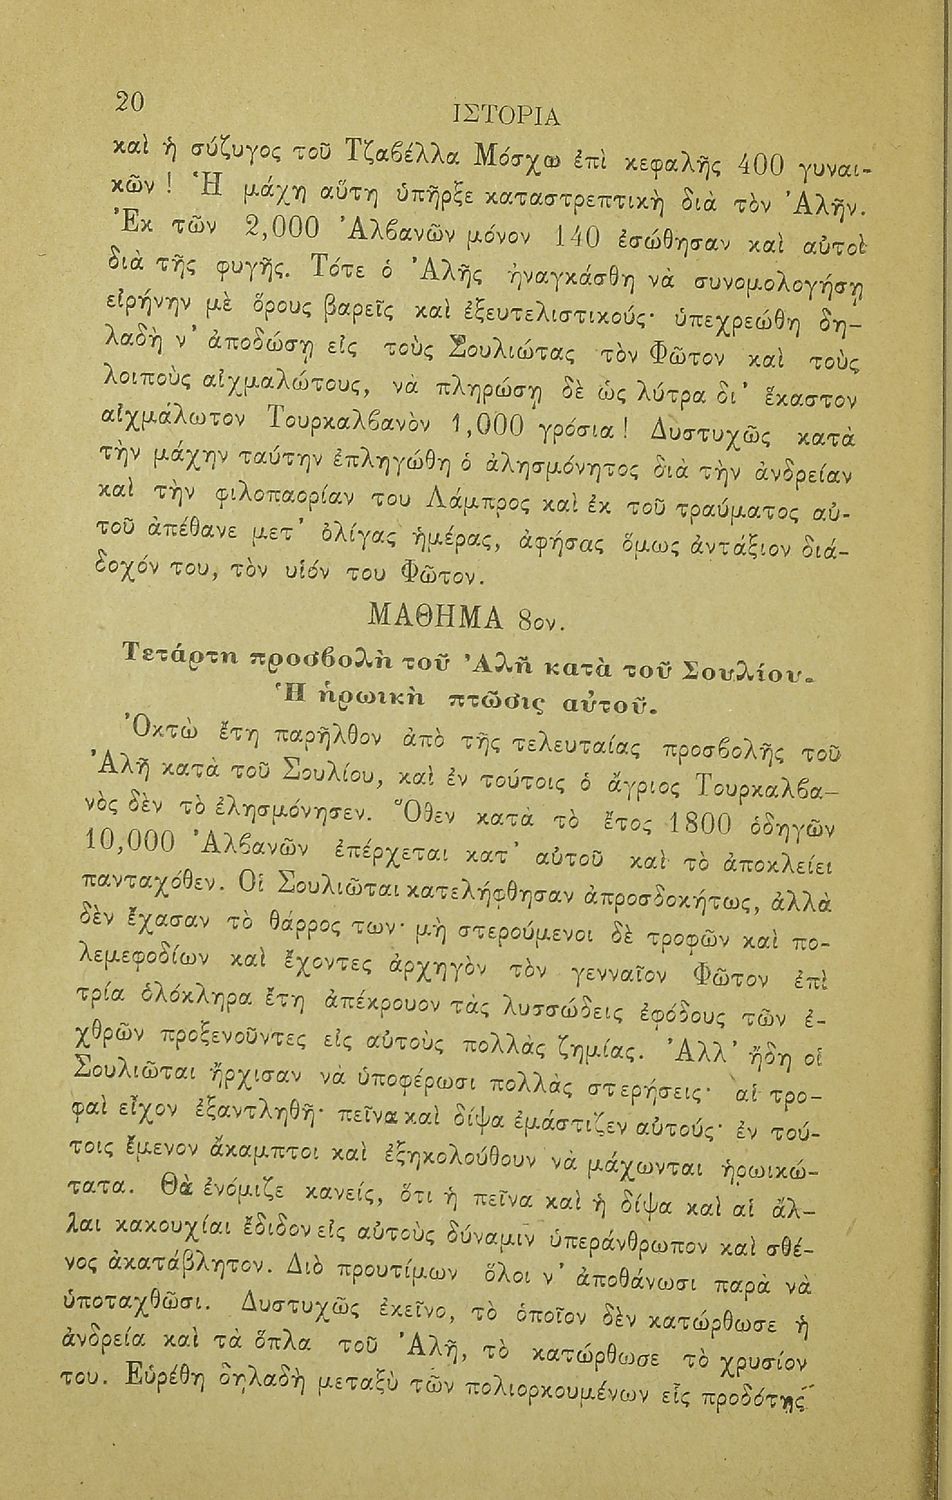 20
ΙΣΤΟΡΙΑ
καὶ ἡ σύζυγος τοῦ Τζαβέλλα Μόσχω ἐπὶ κεφαλῆς 400 γυναι-
κῶν ! Ἡ μάχη αὕτη ὑπῆρξε καταστρεπτικὴ διὰ τὸν Ἀλῆν.
Ἐκ τῶν 2,000 Ἀλβανῶν μόνον 140 ἐσώθησαν καὶ αὐτοὶ
διὰ τῆς φυγῆς. Τότε ὁ Ἀλῆς ἠναγκάσθη νὰ συνομολογήσῃ
εἰρήνην μὲ ὅρους βαρεῖς καὶ ἐξευτελιστικούς· ὑπεχρεώθη δη-
λαδὴ ν' ἀποδώσῃ εἰς τοὺς Σουλιώτας τὸν Φῶτον καὶ τοὺς
λοιποὺς αἰχμαλώτους, νὰ πληρώσῃ δὲ ὡς λύτρα δι' ἕκαστον
αἰχμάλωτον Τουρκαλβανὸν 1,000 γρόσια! Δυστυχῶς κατὰ
τὴν μάχην ταύτην ἐπληγώθη ὁ ἀλησμόνητος διὰ τὴν ἀνδρείαν
καὶ τὴν φιλοπαορίαν του Λάμπρος καὶ ἐκ τοῦ τραύματος αὐ-
τοῦ ἀπέθανε μετ' ὀλίγας ἡμέρας, ἀφήσας ὅμως ἀντάξιον διά-
δοχόν του, τὸν υἱόν του Φῶτον.
ΜΑΘΗΜΑ 8ον.
Τετάρτη προσβολὴ τοῦ Ἀλῆ κατὰ τοῦ Σουλίου.
Ἡ ἡρωικὴ πτῶσις αὐτοῦ.
Ὀκτὼ ἔτη παρῆλθον ἀπὸ τῆς τελευταίας προσβολῆς τοῦ
Ἀλῆ κατὰ τοῦ Σουλίου, καὶ ἐν τούτοις ὁ ἄγριος Τουρκαλβα-
νὸς δὲν τὸ ἐλησμόνησεν. Ὅθεν κατὰ τὸ ἔτος 1800 ὁδηγῶν
10,000 Ἀλβανῶν ἐπέρχεται κατ' αὐτοῦ καὶ τὸ ἀποκλείει
πανταχόθεν. Οἱ Σουλιῶται κατελήφθησαν ἀπροσδοκήτως, ἀλλὰ
δὲν ἔχασαν τὸ θάρρος των· μὴ στερούμενοι δὲ τροφῶν καὶ πο-
λεμεφοδίων καὶ ἔχοντες ἀρχηγὸν τὸν γενναῖον Φῶτον ἐπὶ
τρία ὁλόκληρα ἔτη ἀπέκρουον τὰς λυσσώδεις ἐφόδους τῶν ἐ-
χθρῶν προξενοῦντες εἰς αὐτοὺς πολλὰς ζημίας. Ἀλλ' ἤδη οἱ
Σουλιῶται ἤρχισαν νὰ ὑποφέρωσι πολλὰς στερήσεις· αἱ τρο-
φαὶ εἶχον ἐξαντληθῆ· πεῖνα καὶ δίψα ἐμάστιζεν αὐτούς· ἐν τού-
τοις ἔμενον ἄκαμπτοι καὶ ἐξηκολούθουν νὰ μάχωνται ἡρωικώ-
τατα. Θὰ ἐνόμιζε κανείς, ὅτι ἡ πεῖνα καὶ ἡ δίψα καὶ αἱ ἄλ-
λαι κακουχίαι ἔδιδον εἰς αὐτοὺς δύναμιν ὑπεράνθρωπον καὶ σθέ-
νος ἀκατάβλητον. Διὸ προυτίμων ὅλοι ν' ἀποθάνωσι παρὰ νὰ
ὑποταχθῶσι. Δυστυχῶς ἐκεῖνο, τὸ ὁποῖον δὲν κατώρθωσε ἡ
ἀνδρεία καὶ τὰ ὅπλα τοῦ Ἀλῆ, τὸ κατώρθωσε τὸ χρυσίον
του. Εὑρέθη δηλαδὴ μεταξὺ τῶν πολιορκουμένων εἷς προδότης